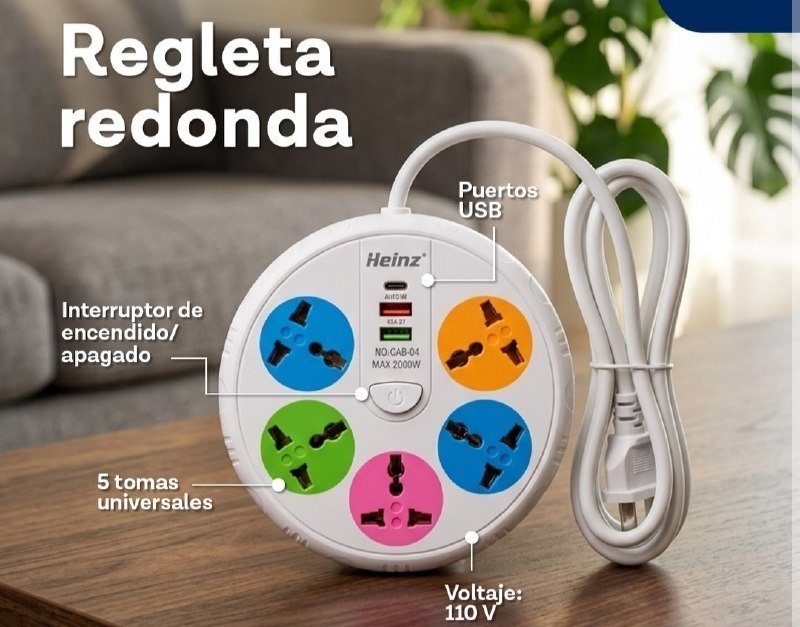 Regleta
redonda
Puertos
USB
Heinz®
Interruptor de
encendido/
apagado
NO:CAB-04
MAX 2000W
5 tomas
universales
Voltaje:
110 V